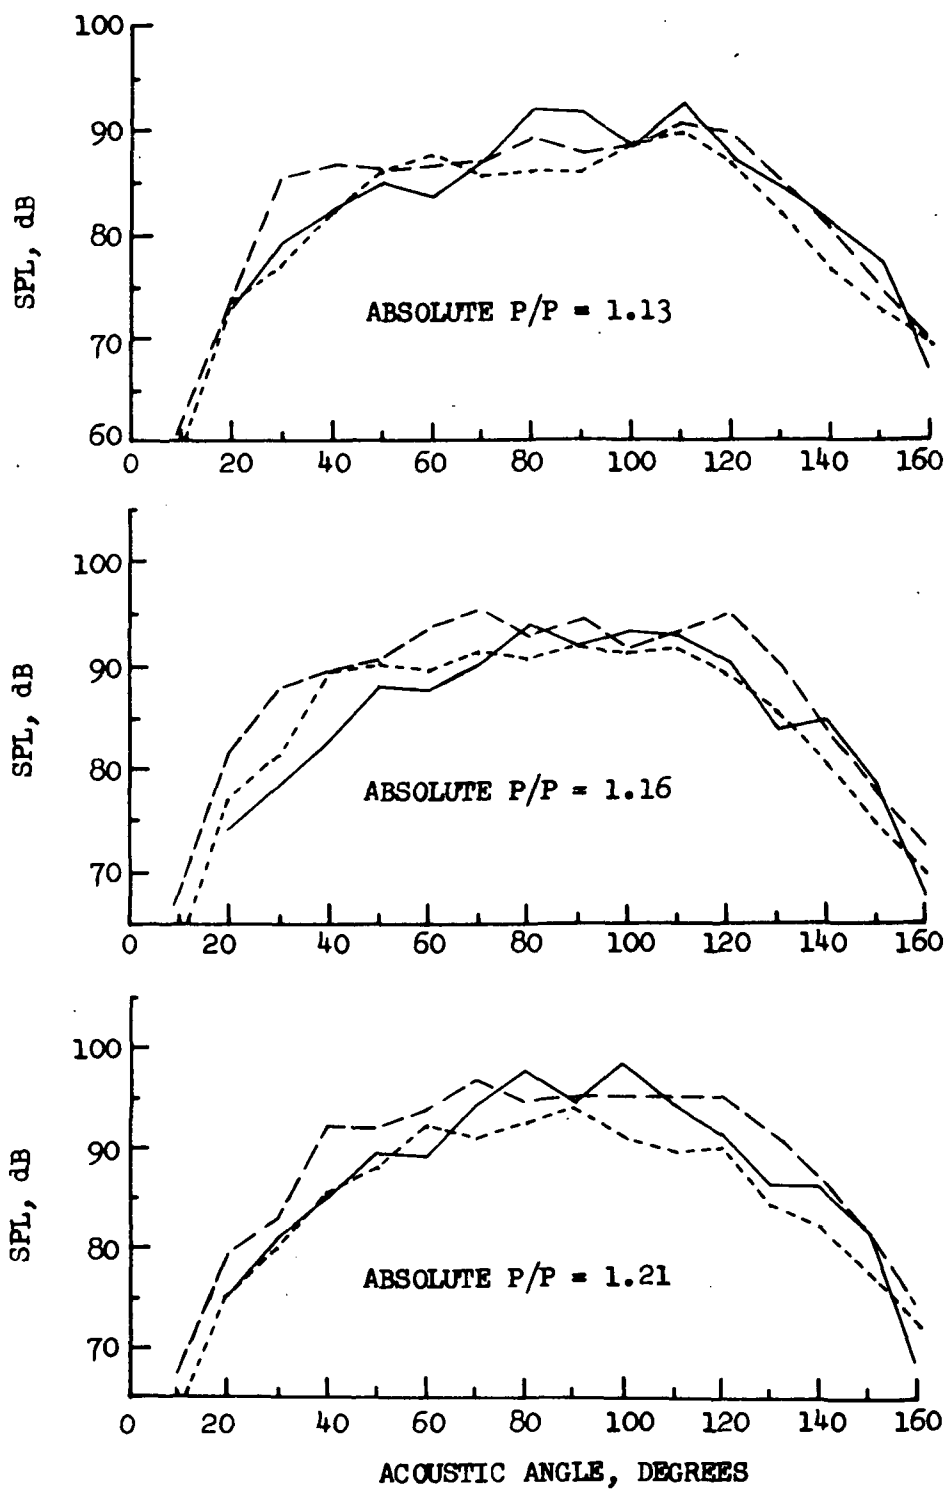 100
90
80
70
60
SPL, dB
ABSOLUTE P/P = 1.13
0 20 40 60 80 100 120 140 160
100
90
80
70
SPL, dB
ABSOLUTE P/P = 1.16
0 20 40 60 80 100 120 140 160
100
90
80
70
SPL, dB
ABSOLUTE P/P = 1.21
0 20 40 60 80 100 120 140 160
ACOUSTIC ANGLE, DEGREES